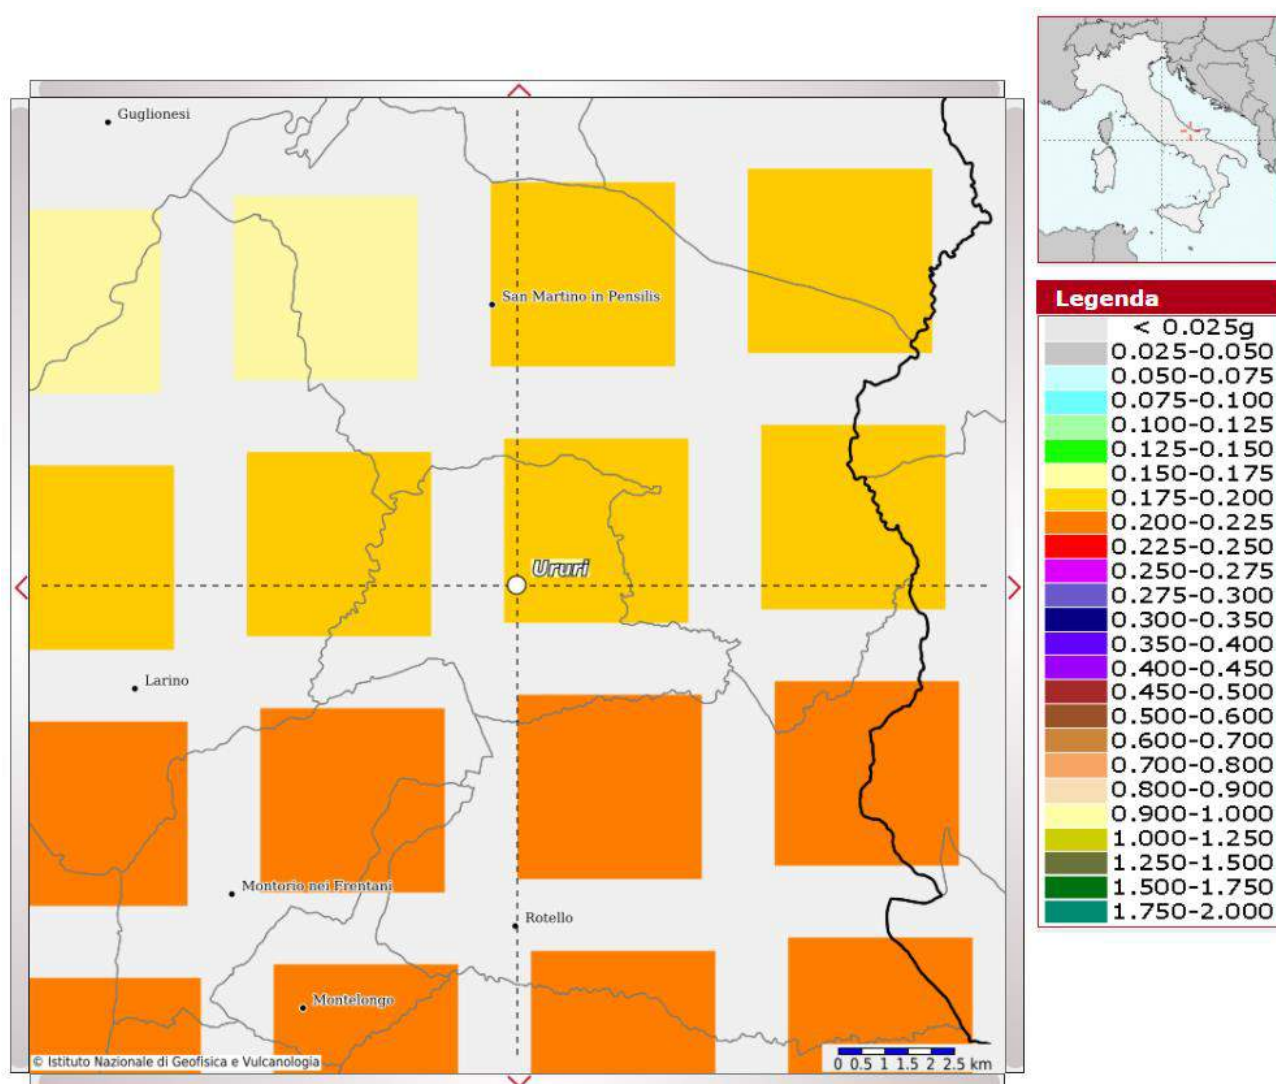 Guglionesi
San Martino in Pensilis
Ururi
Larino
Montorio nei Frentani
Rotello
Montelongo
© Istituto Nazionale di Geofisica e Vulcanologia
0 0.5 1 1.5 2 2.5 km
Legenda
< 0.025g
0.025-0.050
0.050-0.075
0.075-0.100
0.100-0.125
0.125-0.150
0.150-0.175
0.175-0.200
0.200-0.225
0.225-0.250
0.250-0.275
0.275-0.300
0.300-0.350
0.350-0.400
0.400-0.450
0.450-0.500
0.500-0.600
0.600-0.700
0.700-0.800
0.800-0.900
0.900-1.000
1.000-1.250
1.250-1.500
1.500-1.750
1.750-2.000